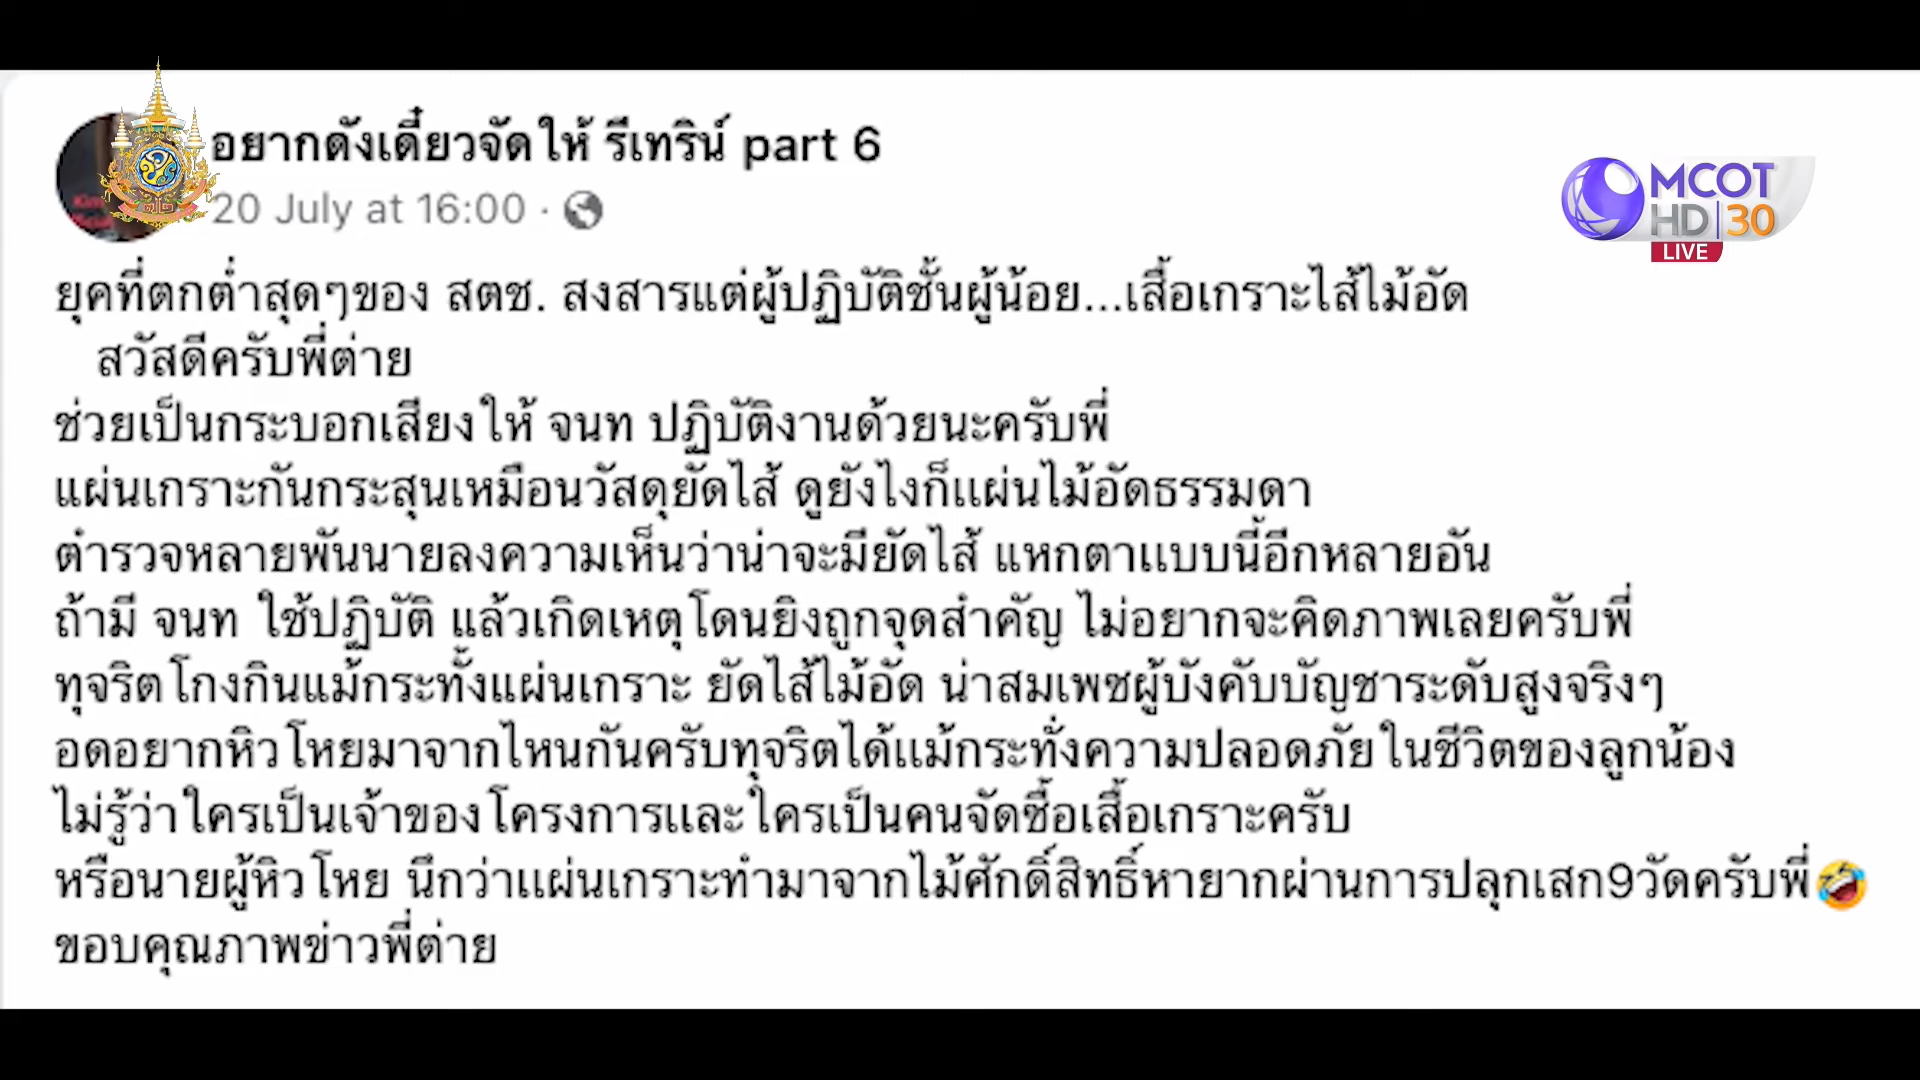 อยากดังเดี๋ยวจัดให้ รีเทริน์ part 6
20 July at 16:00 ·
MCOT
HD 30
LIVE
ยุคที่ตกต่ำสุดๆของ สตช. สงสารแต่ผู้ปฏิบัติชั้นผู้น้อย...เสื้อเกราะไส้ไม้อัด
สวัสดีครับพี่ต่าย
ช่วยเป็นกระบอกเสียงให้ จนท ปฏิบัติงานด้วยนะครับพี่
แผ่นเกราะกันกระสุนเหมือนวัสดุยัดไส้ ดูยังไงก็แผ่นไม้อัดธรรมดา
ตำรวจหลายพันนายลงความเห็นว่าน่าจะมียัดไส้ แหกตาแบบนี้อีกหลายอัน
ถ้ามี จนท ใช้ปฏิบัติ แล้วเกิดเหตุโดนยิงถูกจุดสำคัญ ไม่อยากจะคิดภาพเลยครับพี่
ทุจริตโกงกินแม้กระทั้งแผ่นเกราะ ยัดไส้ไม้อัด น่าสมเพชผู้บังคับบัญชาระดับสูงจริงๆ
อดอยากหิวโหยมาจากไหนกันครับทุจริตได้แม้กระทั่งความปลอดภัยในชีวิตของลูกน้อง
ไม่รู้ว่าใครเป็นเจ้าของโครงการและใครเป็นคนจัดซื้อเสื้อเกราะครับ
หรือนายผู้หิวโหย นึกว่าแผ่นเกราะทำมาจากไม้ศักดิ์สิทธิ์หายากผ่านการปลุกเสก9วัดครับพี่🤣
ขอบคุณภาพข่าวพี่ต่าย